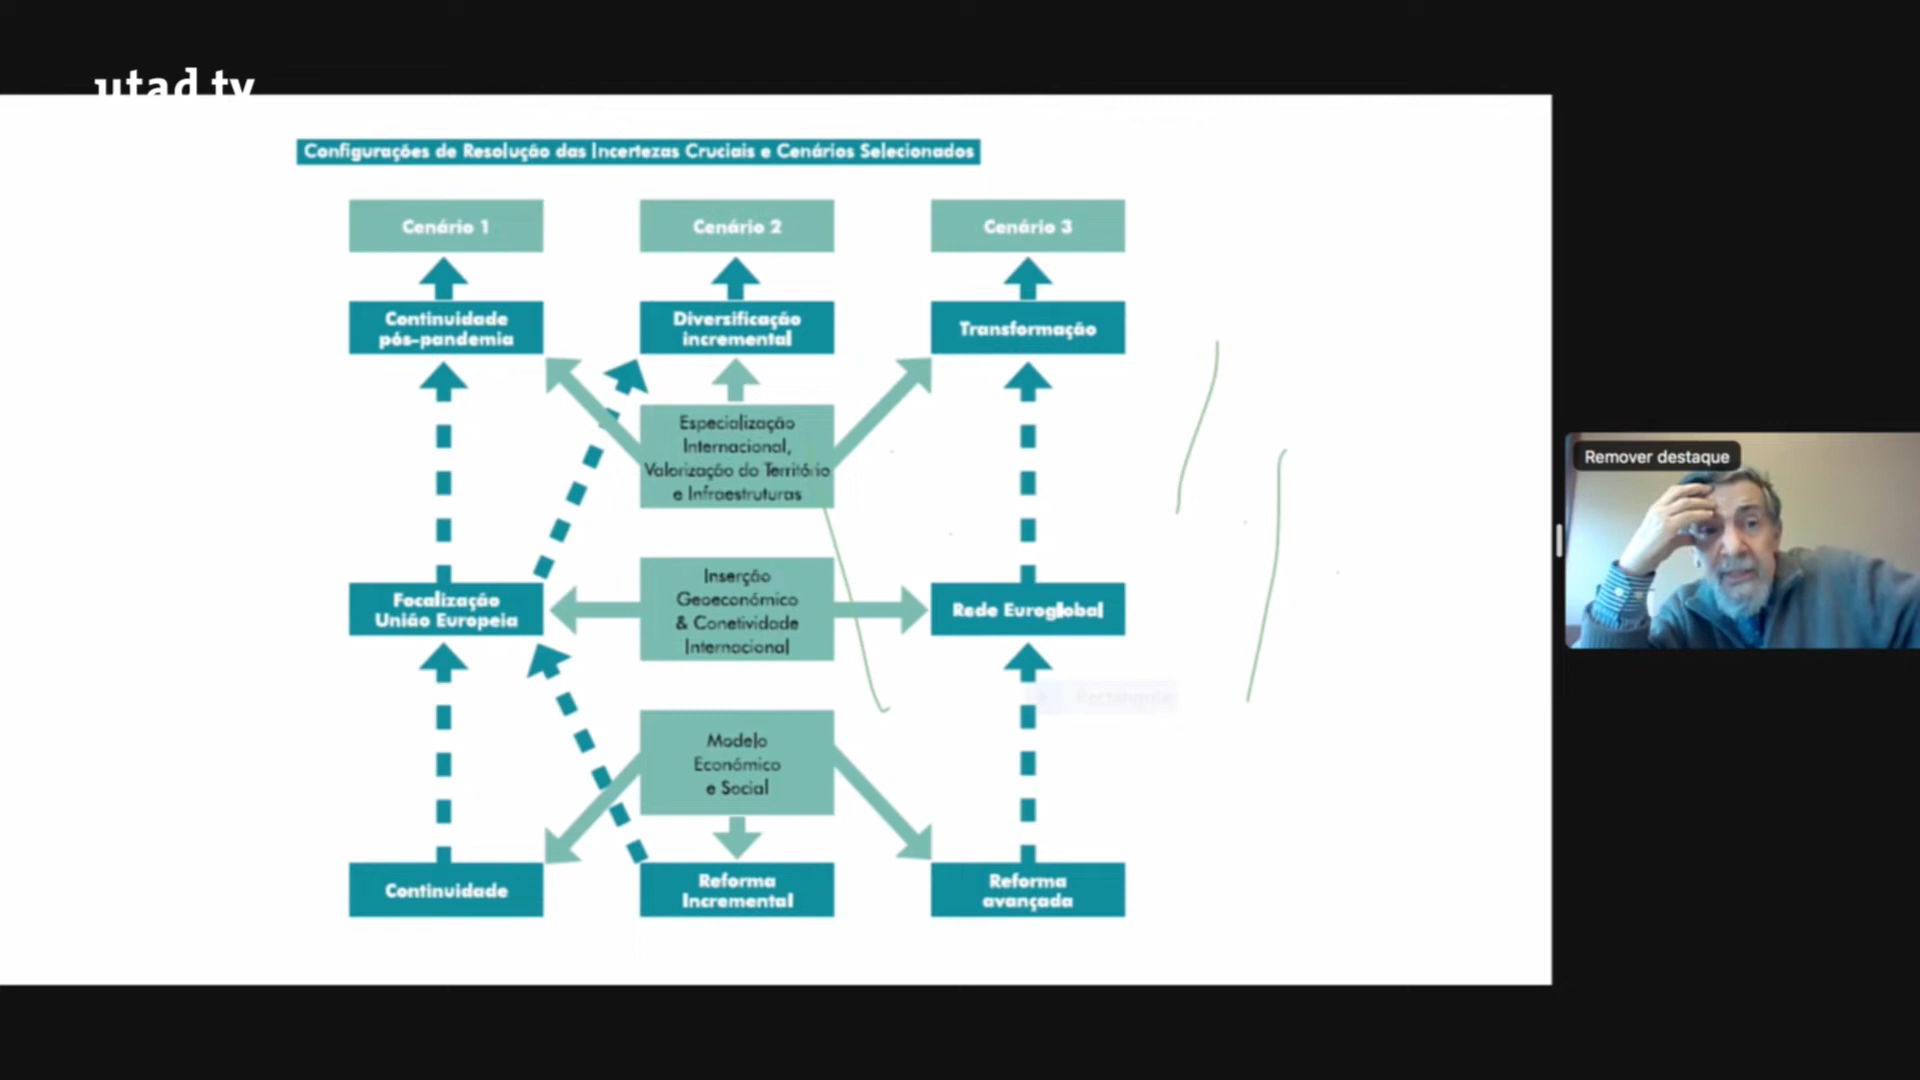 utad.tv
Configurações de Resolução das Incertezas Cruciais e Cenários Selecionados
Cenário 1
Cenário 2
Cenário 3
Continuidade
pós-pandemia
Diversificação
incremental
Transformação
Especialização
Internacional,
Valorização do Território
e Infraestruturas
Remover destaque
Focalização
União Europeia
Inserção
Geoeconómico
& Conetividade
Internacional
Rede Euroglobal
Rectangular
Modelo
Económico
e Social
Continuidade
Reforma
Incremental
Reforma
avançada